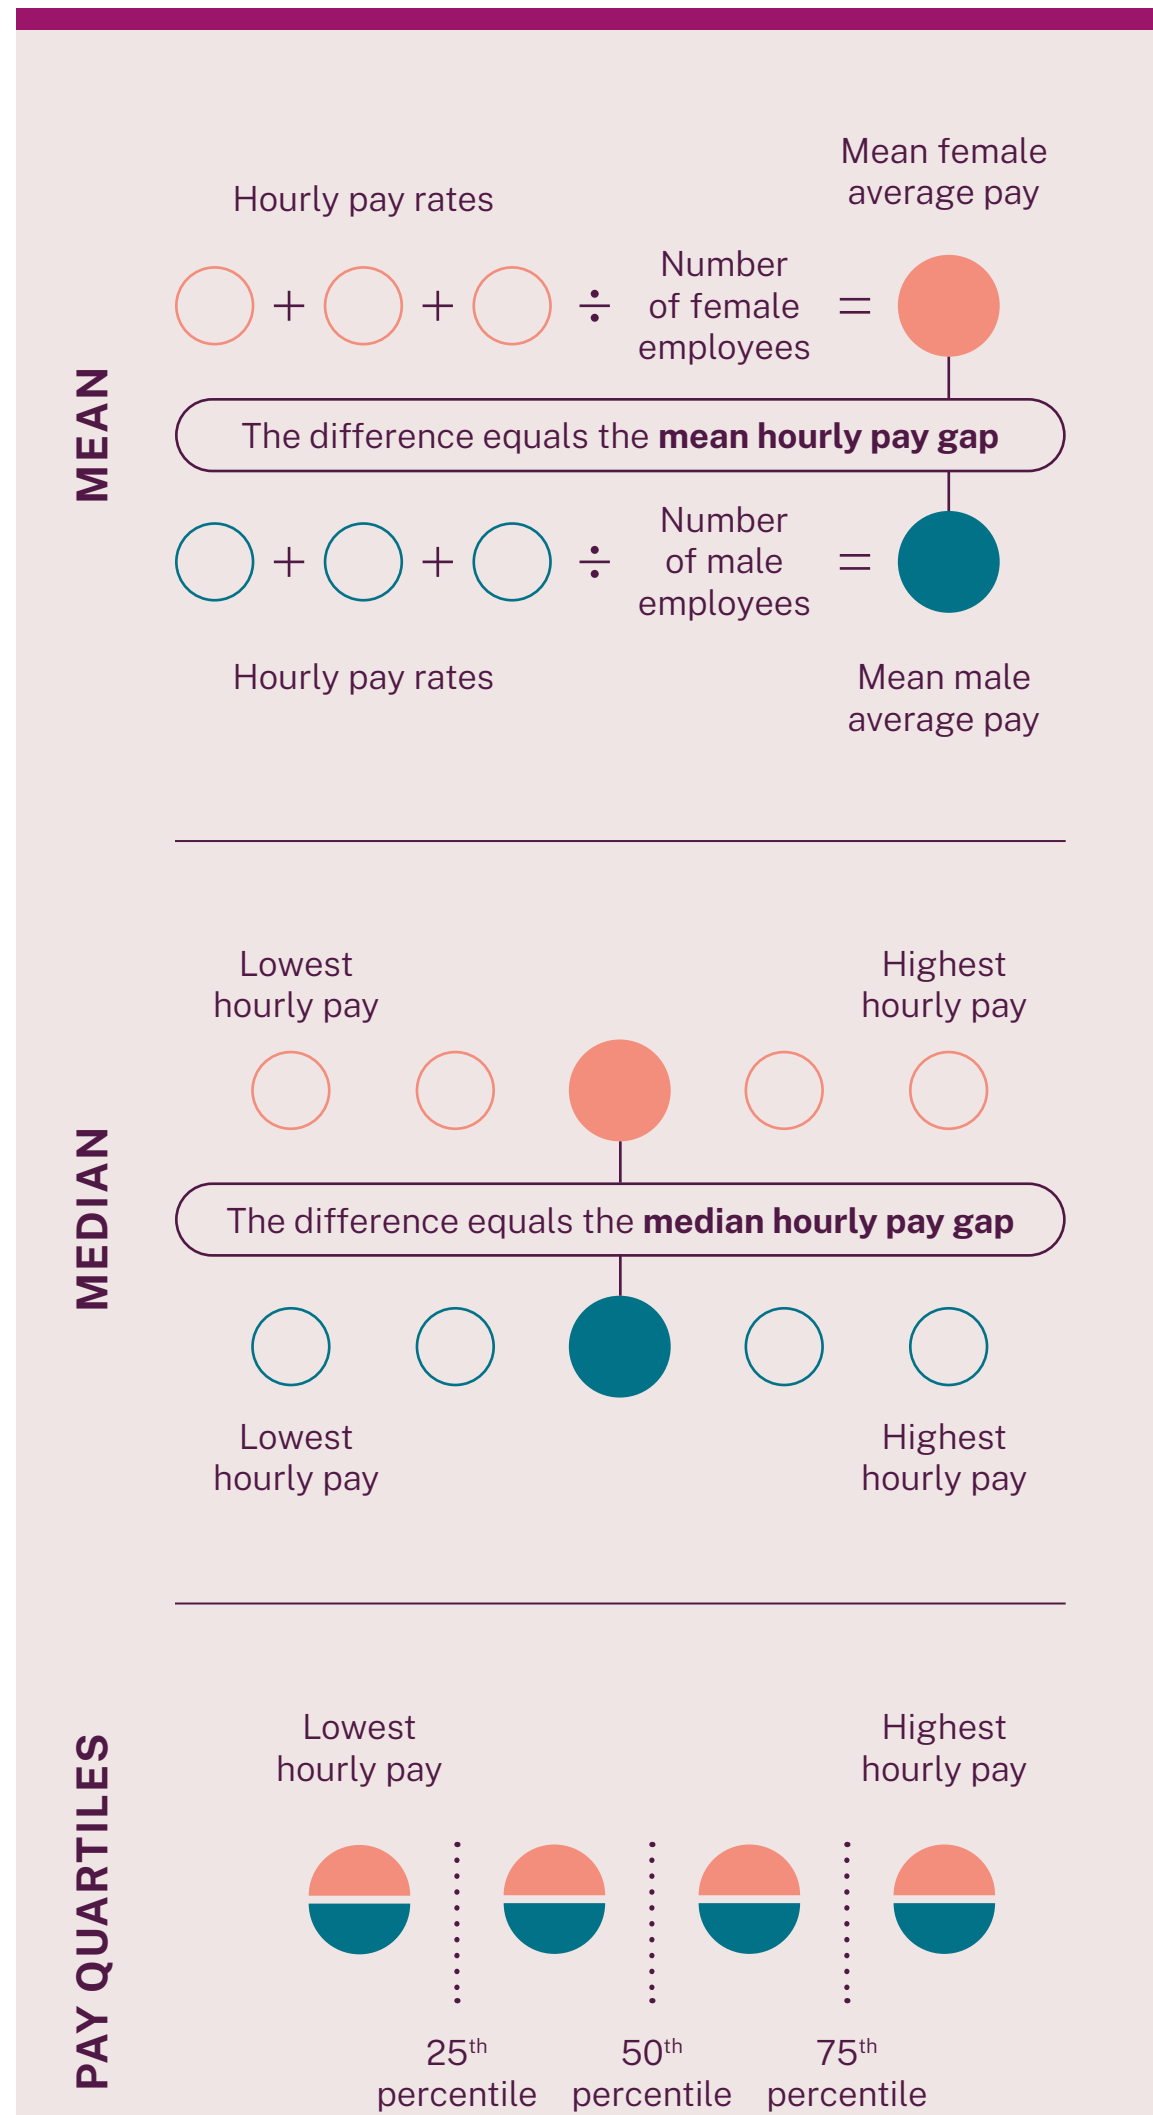 MEAN
Hourly pay rates
Mean female
average pay
+ + ÷
Number
of female
employees
=
The difference equals the mean hourly pay gap
+ + ÷
Number
of male
employees
=
Hourly pay rates
Mean male
average pay
MEDIAN
Lowest
hourly pay
Highest
hourly pay
The difference equals the median hourly pay gap
Lowest
hourly pay
Highest
hourly pay
PAY QUARTILES
Lowest
hourly pay
Highest
hourly pay
25th
percentile
50th
percentile
75th
percentile